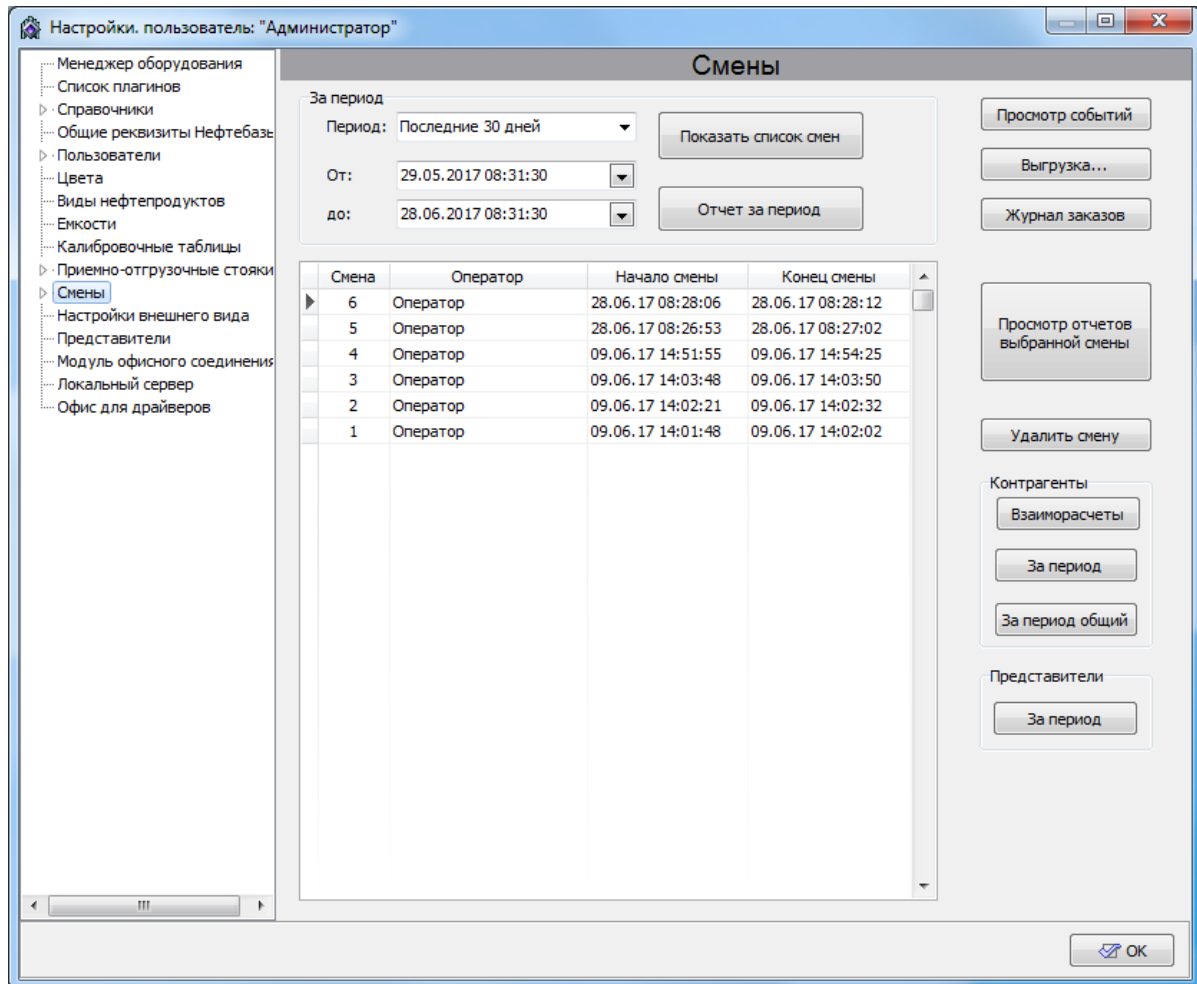 Настройки. пользователь: "Администратор"
Менеджер оборудования
Список плагинов
Справочники
Общие реквизиты Нефтебазь
Пользователи
Цвета
Виды нефтепродуктов
Емкости
Калибровочные таблицы
Приемно-отгрузочные стояки
Смены
Настройки внешнего вида
Представители
Модуль офисного соединения
Локальный сервер
Офис для драйверов
Смены
За период
Период: Последние 30 дней
Показать список смен
От: 29.05.2017 08:31:30
до: 28.06.2017 08:31:30
Отчет за период
Смена Оператор Начало смены Конец смены
6 Оператор 28.06.17 08:28:06 28.06.17 08:28:12
5 Оператор 28.06.17 08:26:53 28.06.17 08:27:02
4 Оператор 09.06.17 14:51:55 09.06.17 14:54:25
3 Оператор 09.06.17 14:03:48 09.06.17 14:03:50
2 Оператор 09.06.17 14:02:21 09.06.17 14:02:32
1 Оператор 09.06.17 14:01:48 09.06.17 14:02:02
Просмотр событий
Выгрузка...
Журнал заказов
Просмотр отчетов
выбранной смены
Удалить смену
Контрагенты
Взаиморасчеты
За период
За период общий
Представители
За период
OK